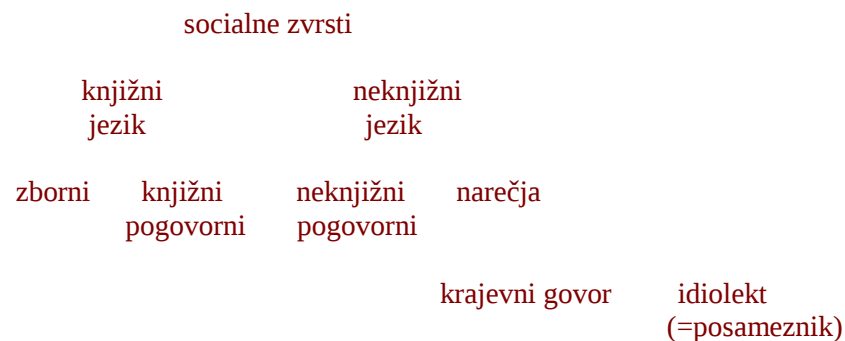 socialne zvrsti
knjižni neknjižni
jezik jezik
zborni knjižni neknjižni narečja
pogovorni pogovorni
krajevni govor idiolekt
(=posameznik)